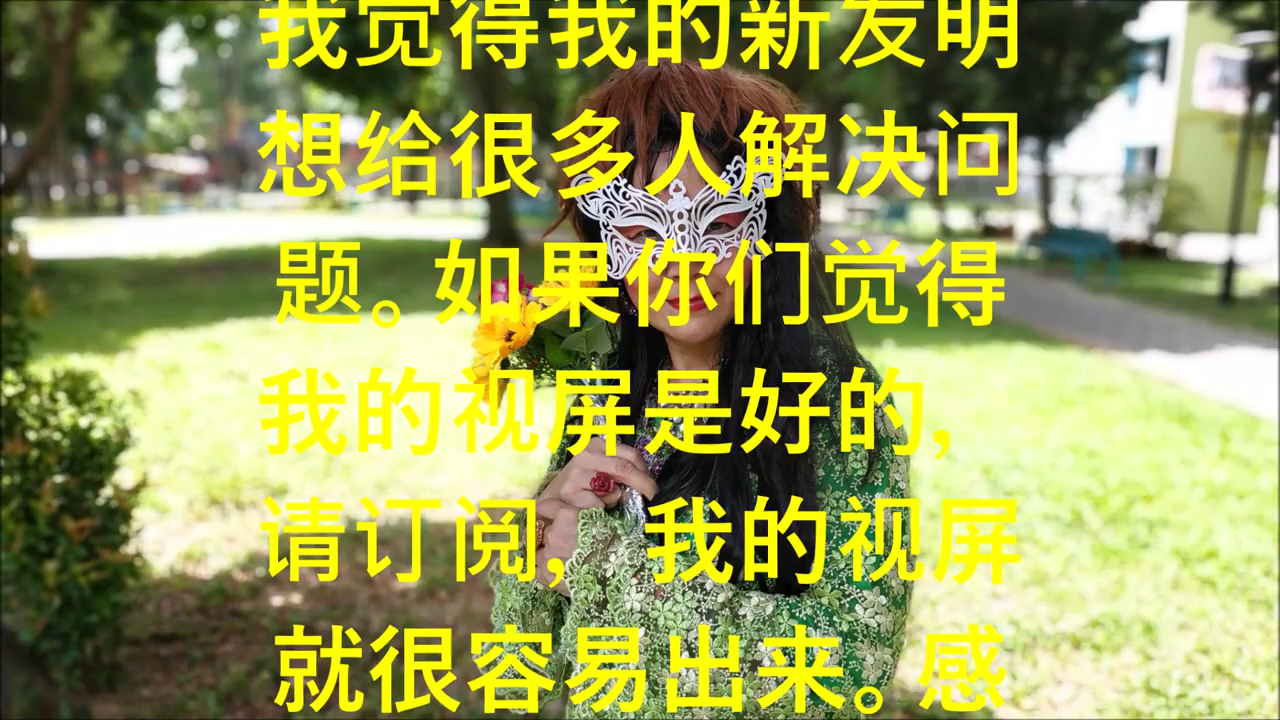 我觉得我的新发明
想给很多人解决问
题。如果你们觉得
我的视屏是好的,
请订阅, 我的视屏
就很容易出来。感